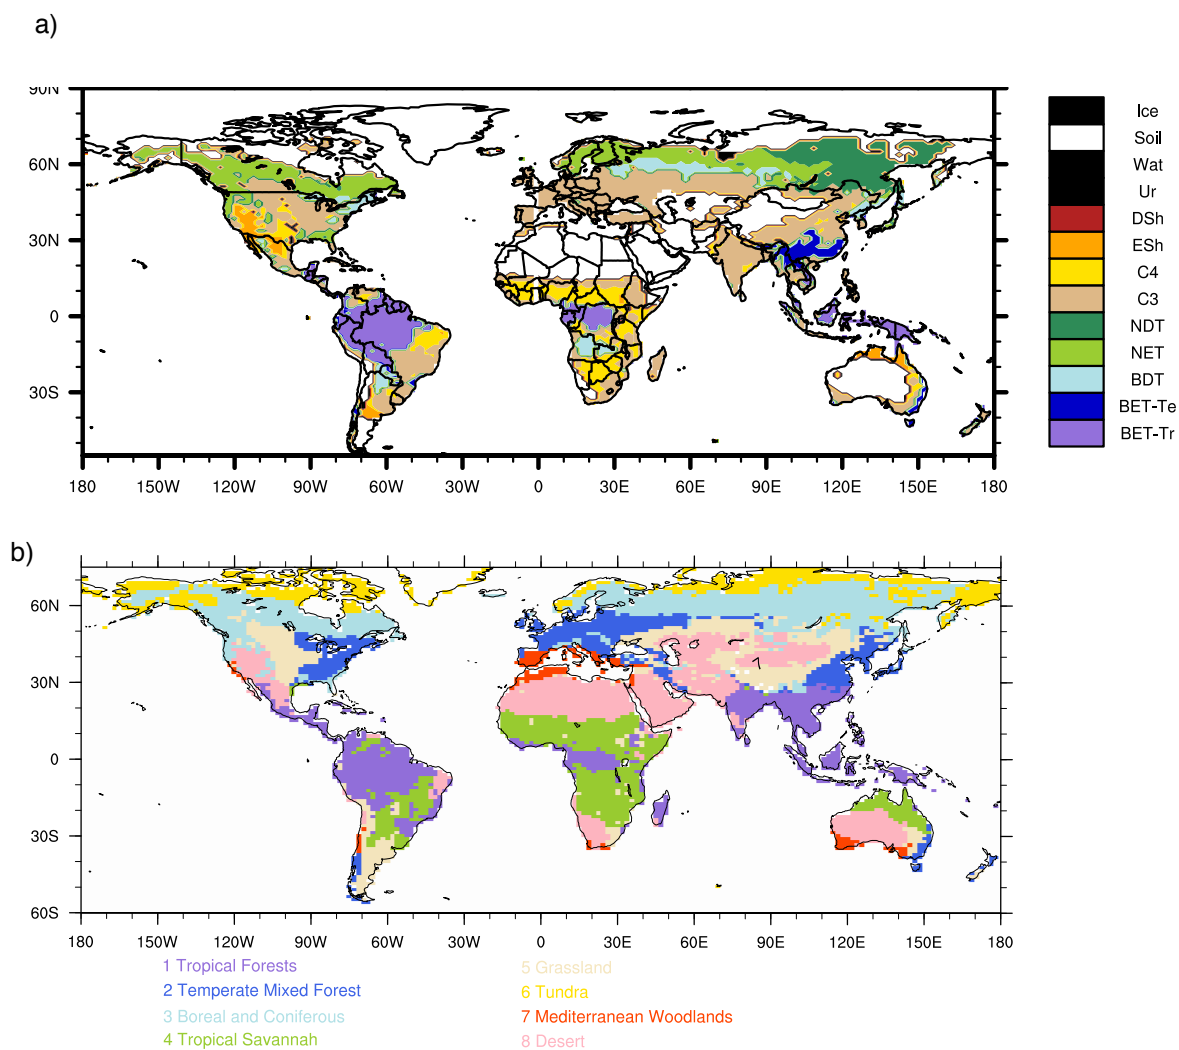 a)
90N
60N
30N
0
30S
180 150W 120W 90W 60W 30W 0 30E 60E 90E 120E 150E 180
Ice
Soil
Wat
Ur
DSh
ESh
C4
C3
NDT
NET
BDT
BET-Te
BET-Tr
b)
60N
30N
0
30S
60S
180 150W 120W 90W 60W 30W 0 30E 60E 90E 120E 150E 180
1 Tropical Forests
2 Temperate Mixed Forest
3 Boreal and Coniferous
4 Tropical Savannah
5 Grassland
6 Tundra
7 Mediterranean Woodlands
8 Desert